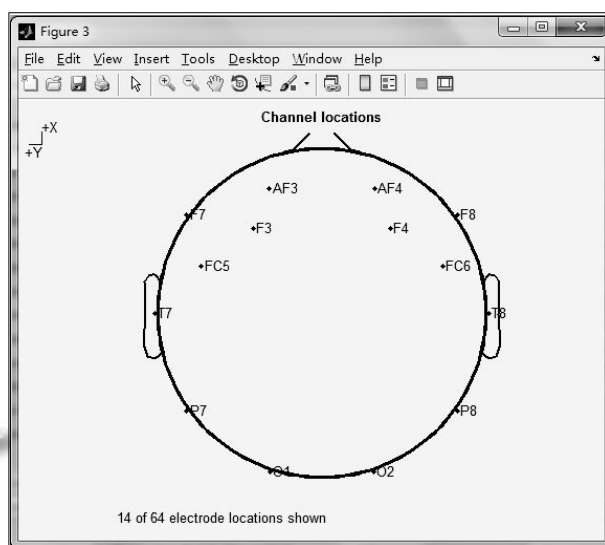 Figure 3
File Edit View Insert Tools Desktop Window Help
Channel locations
+X
+Y
AF3 AF4
F7 F8
F3 F4
FC5 FC6
T7 T8
P7 P8
O1 O2
14 of 64 electrode locations shown